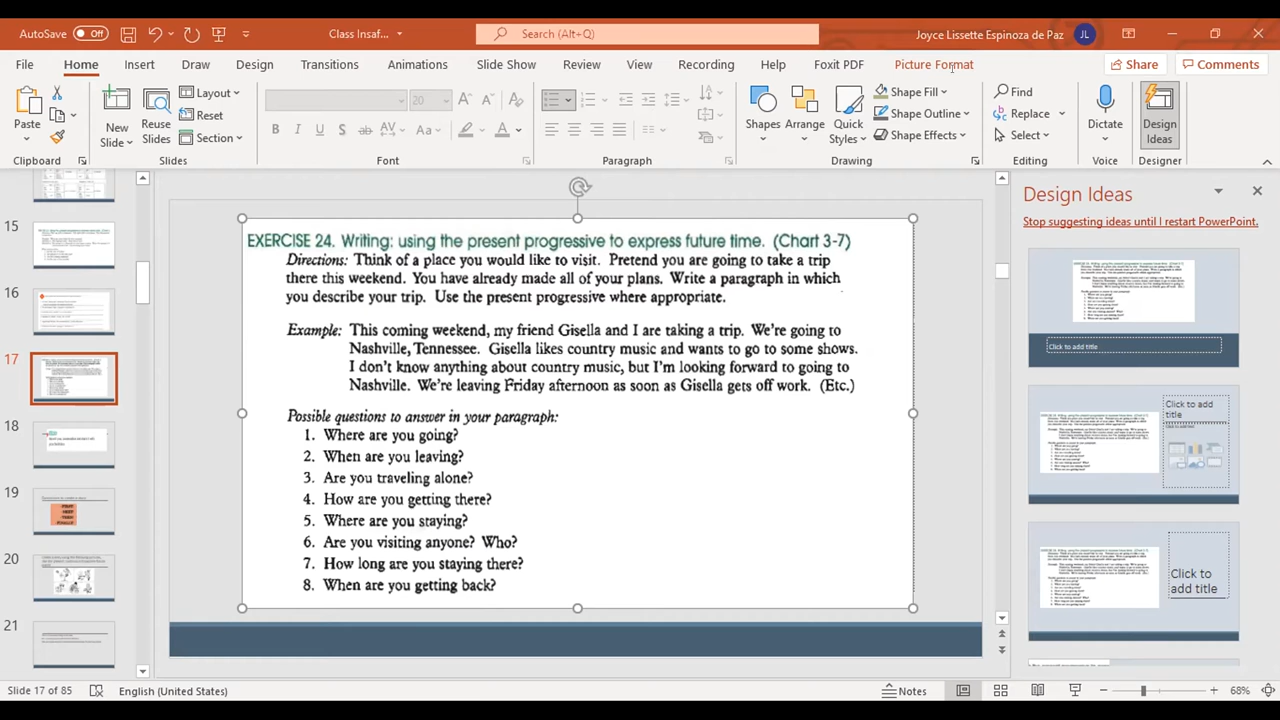 AutoSave Off
Class Insaf...
Search (Alt+Q)
Joyce Lissette Espinoza de Paz JL
File Home Insert Draw Design Transitions Animations Slide Show Review View Recording Help Foxit PDF Picture Format Share Comments
Paste
New Slide
Reuse Slides
Layout
Reset
Section
20
Shapes
Arrange
Quick Styles
Shape Fill
Shape Outline
Shape Effects
Find
Replace
Select
Dictate
Design Ideas
Clipboard Slides Font Paragraph Drawing Editing Voice Designer
15
16
17
18
19
20
21
EXERCISE 24. Writing: using the present progressive to express future time. (Chart 3-7)
Directions: Think of a place you would like to visit. Pretend you are going to take a trip
there this weekend. You have already made all of your plans. Write a paragraph in which
you describe your trip. Use the present progressive where appropriate.
Example: This coming weekend, my friend Gisella and I are taking a trip. We're going to
Nashville, Tennessee. Gisella likes country music and wants to go to some shows.
I don't know anything about country music, but I'm looking forward to going to
Nashville. We're leaving Friday afternoon as soon as Gisella gets off work. (Etc.)
Possible questions to answer in your paragraph:
1. Where are you going?
2. When are you leaving?
3. Are you traveling alone?
4. How are you getting there?
5. Where are you staying?
6. Are you visiting anyone? Who?
7. How long are you staying there?
8. When are you getting back?
Design Ideas
Stop suggesting ideas until I restart PowerPoint.
Click to add title
Click to add
title
Click to
add title
Slide 17 of 85
English (United States)
Notes
68%